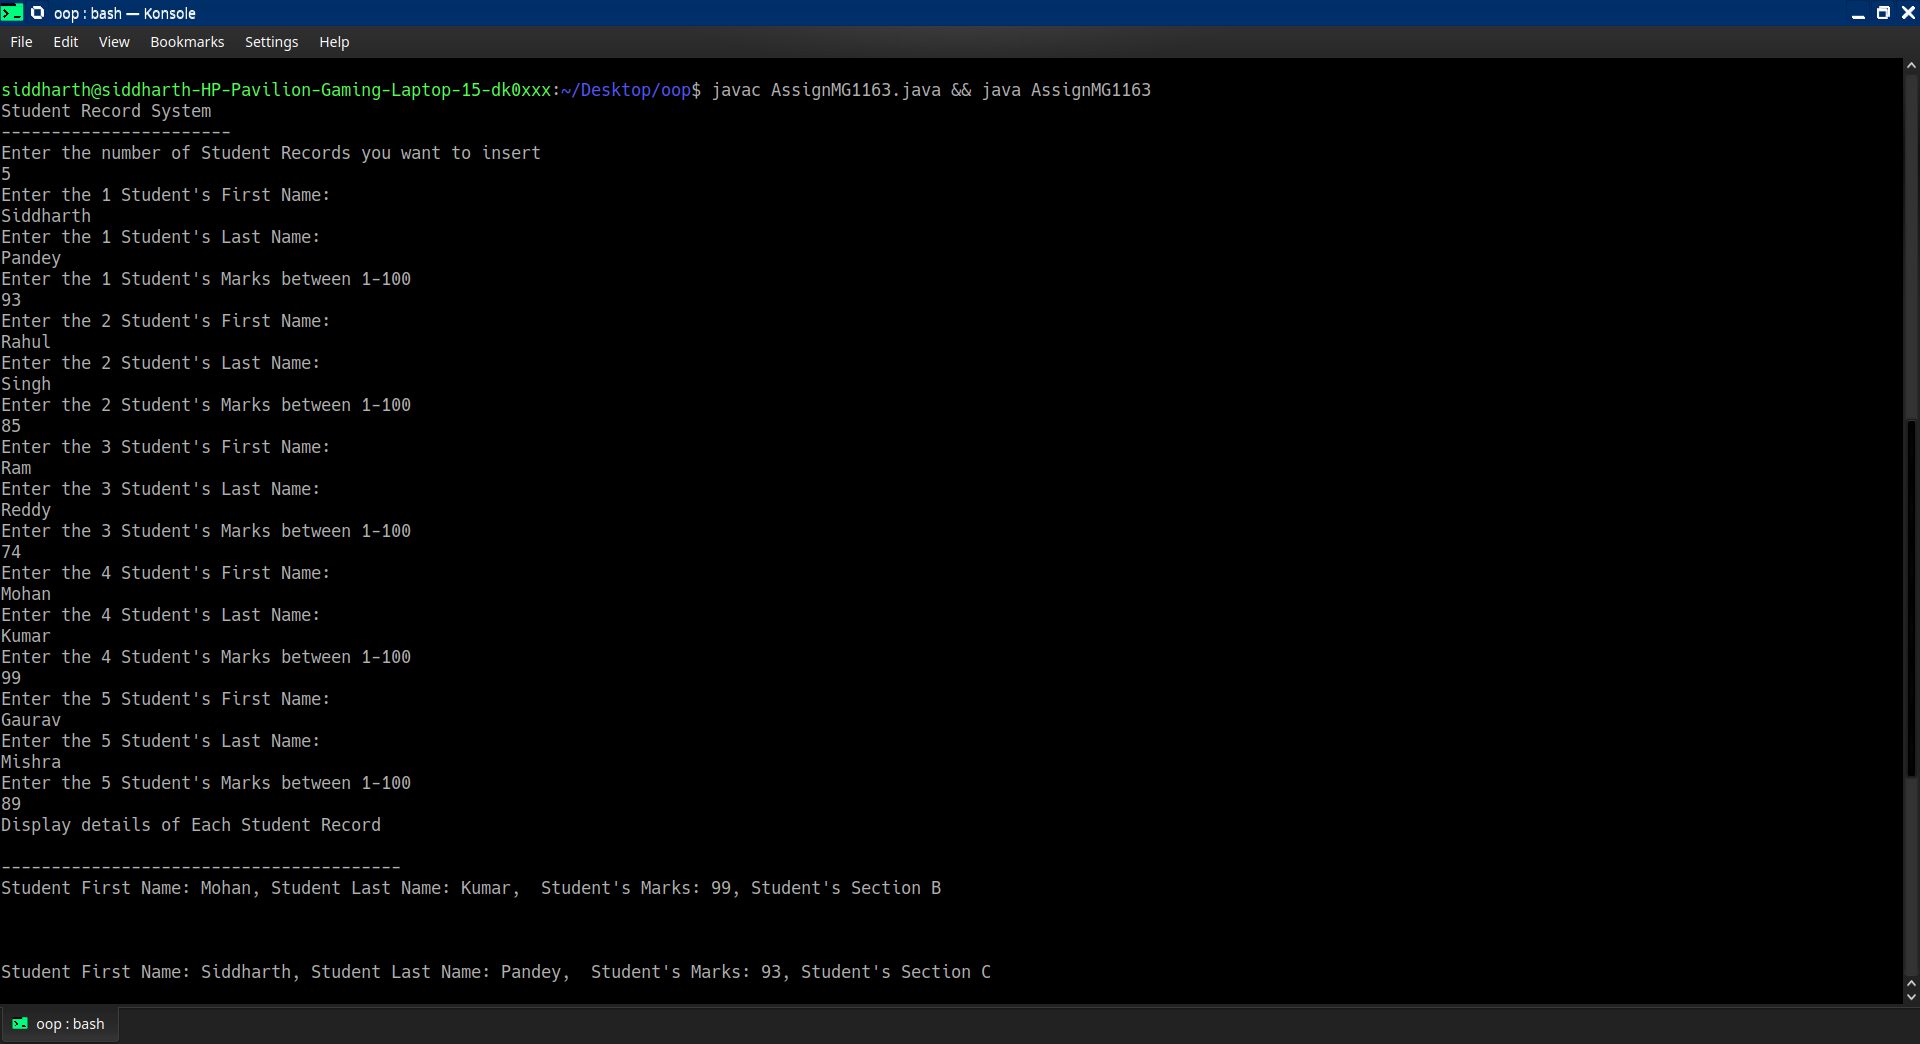 oop : bash — Konsole
File Edit View Bookmarks Settings Help
siddharth@siddharth-HP-Pavilion-Gaming-Laptop-15-dk0xxx:~/Desktop/oop$ javac AssignMG1163.java && java AssignMG1163
Student Record System
-----------------------
Enter the number of Student Records you want to insert
5
Enter the 1 Student's First Name:
Siddharth
Enter the 1 Student's Last Name:
Pandey
Enter the 1 Student's Marks between 1-100
93
Enter the 2 Student's First Name:
Rahul
Enter the 2 Student's Last Name:
Singh
Enter the 2 Student's Marks between 1-100
85
Enter the 3 Student's First Name:
Ram
Enter the 3 Student's Last Name:
Reddy
Enter the 3 Student's Marks between 1-100
74
Enter the 4 Student's First Name:
Mohan
Enter the 4 Student's Last Name:
Kumar
Enter the 4 Student's Marks between 1-100
99
Enter the 5 Student's First Name:
Gaurav
Enter the 5 Student's Last Name:
Mishra
Enter the 5 Student's Marks between 1-100
89
Display details of Each Student Record
----------------------------------------
Student First Name: Mohan, Student Last Name: Kumar,  Student's Marks: 99, Student's Section B
Student First Name: Siddharth, Student Last Name: Pandey,  Student's Marks: 93, Student's Section C
oop : bash